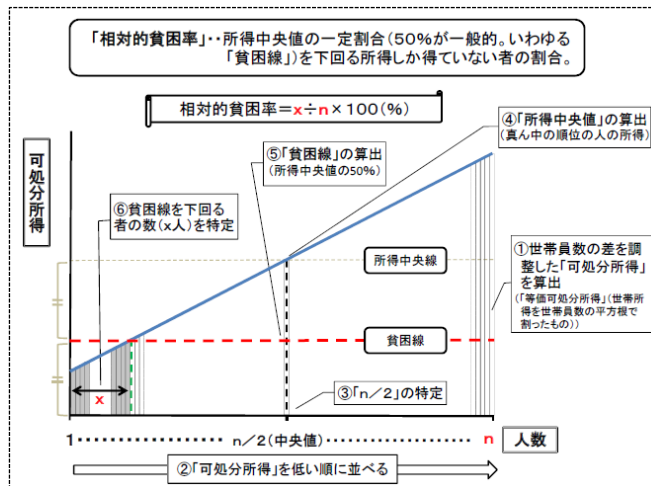 「相対的貧困率」・・所得中央値の一定割合（50％が一般的。いわゆる
「貧困線」）を下回る所得しか得ていない者の割合。
相対的貧困率＝x÷n×100（％）
④「所得中央値」の算出
（真ん中の順位の人の所得）
可処分所得
⑤「貧困線」の算出
（所得中央値の50％）
⑥貧困線を下回る
者の数（x人）を特定
①世帯員数の差を調
整した「可処分所得」
を算出
（「等価可処分所得」（世帯所
得を世帯員数の平方根で
割ったもの））
所得中央線
貧困線
③「n／2」の特定
x
1 ・・・・・・・・・・・・ n／2（中央値） ・・・・・・・・・・・・ n 人数
②「可処分所得」を低い順に並べる